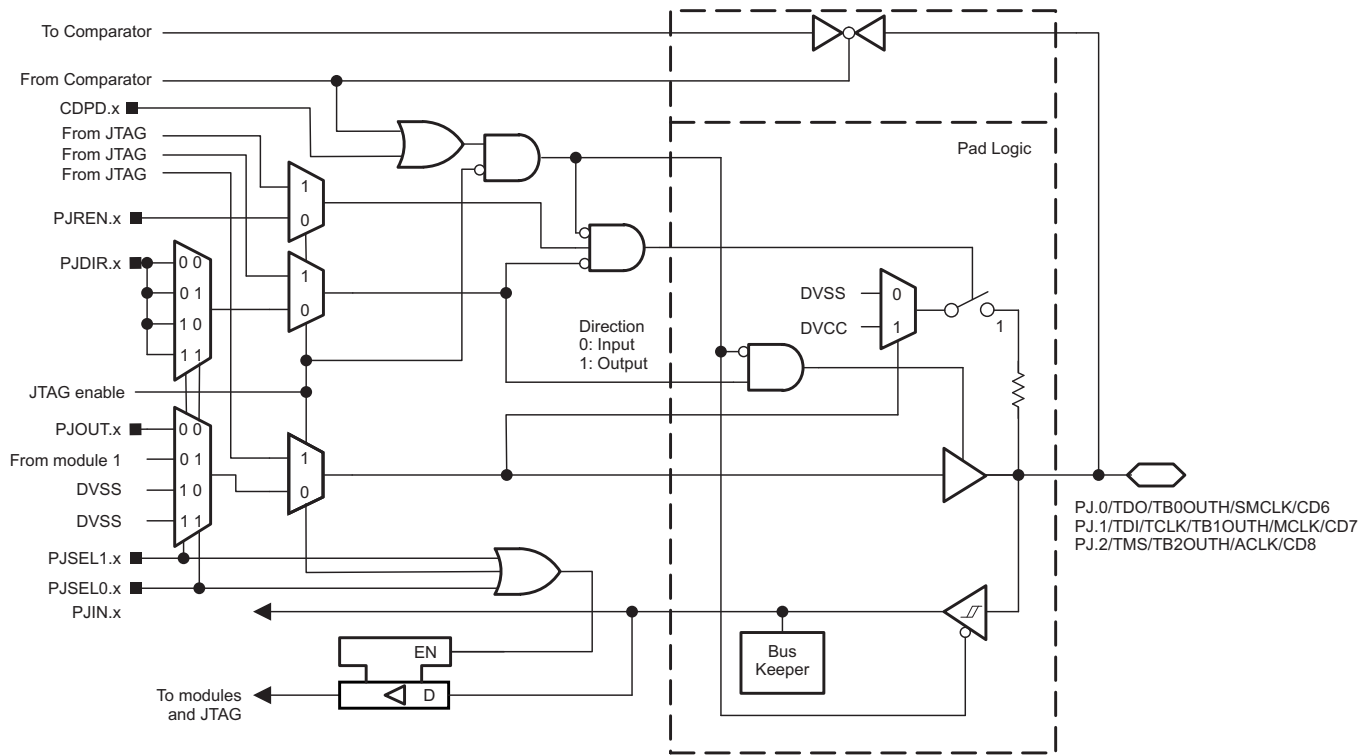 To Comparator
From Comparator
CDPD.x
From JTAG
From JTAG
From JTAG
Pad Logic
1
0
PJREN.x
PJDIR.x
0 0
0 1
1 0
1 1
1
0
DVSS
DVCC
0
1
1
Direction
0: Input
1: Output
JTAG enable
PJOUT.x
From module 1
DVSS
DVSS
0 0
0 1
1 0
1 1
1
0
PJ.0/TDO/TB0OUTH/SMCLK/CD6
PJ.1/TDI/TCLK/TB1OUTH/MCLK/CD7
PJ.2/TMS/TB2OUTH/ACLK/CD8
PJSEL1.x
PJSEL0.x
PJIN.x
Bus
Keeper
EN
D
To modules
and JTAG